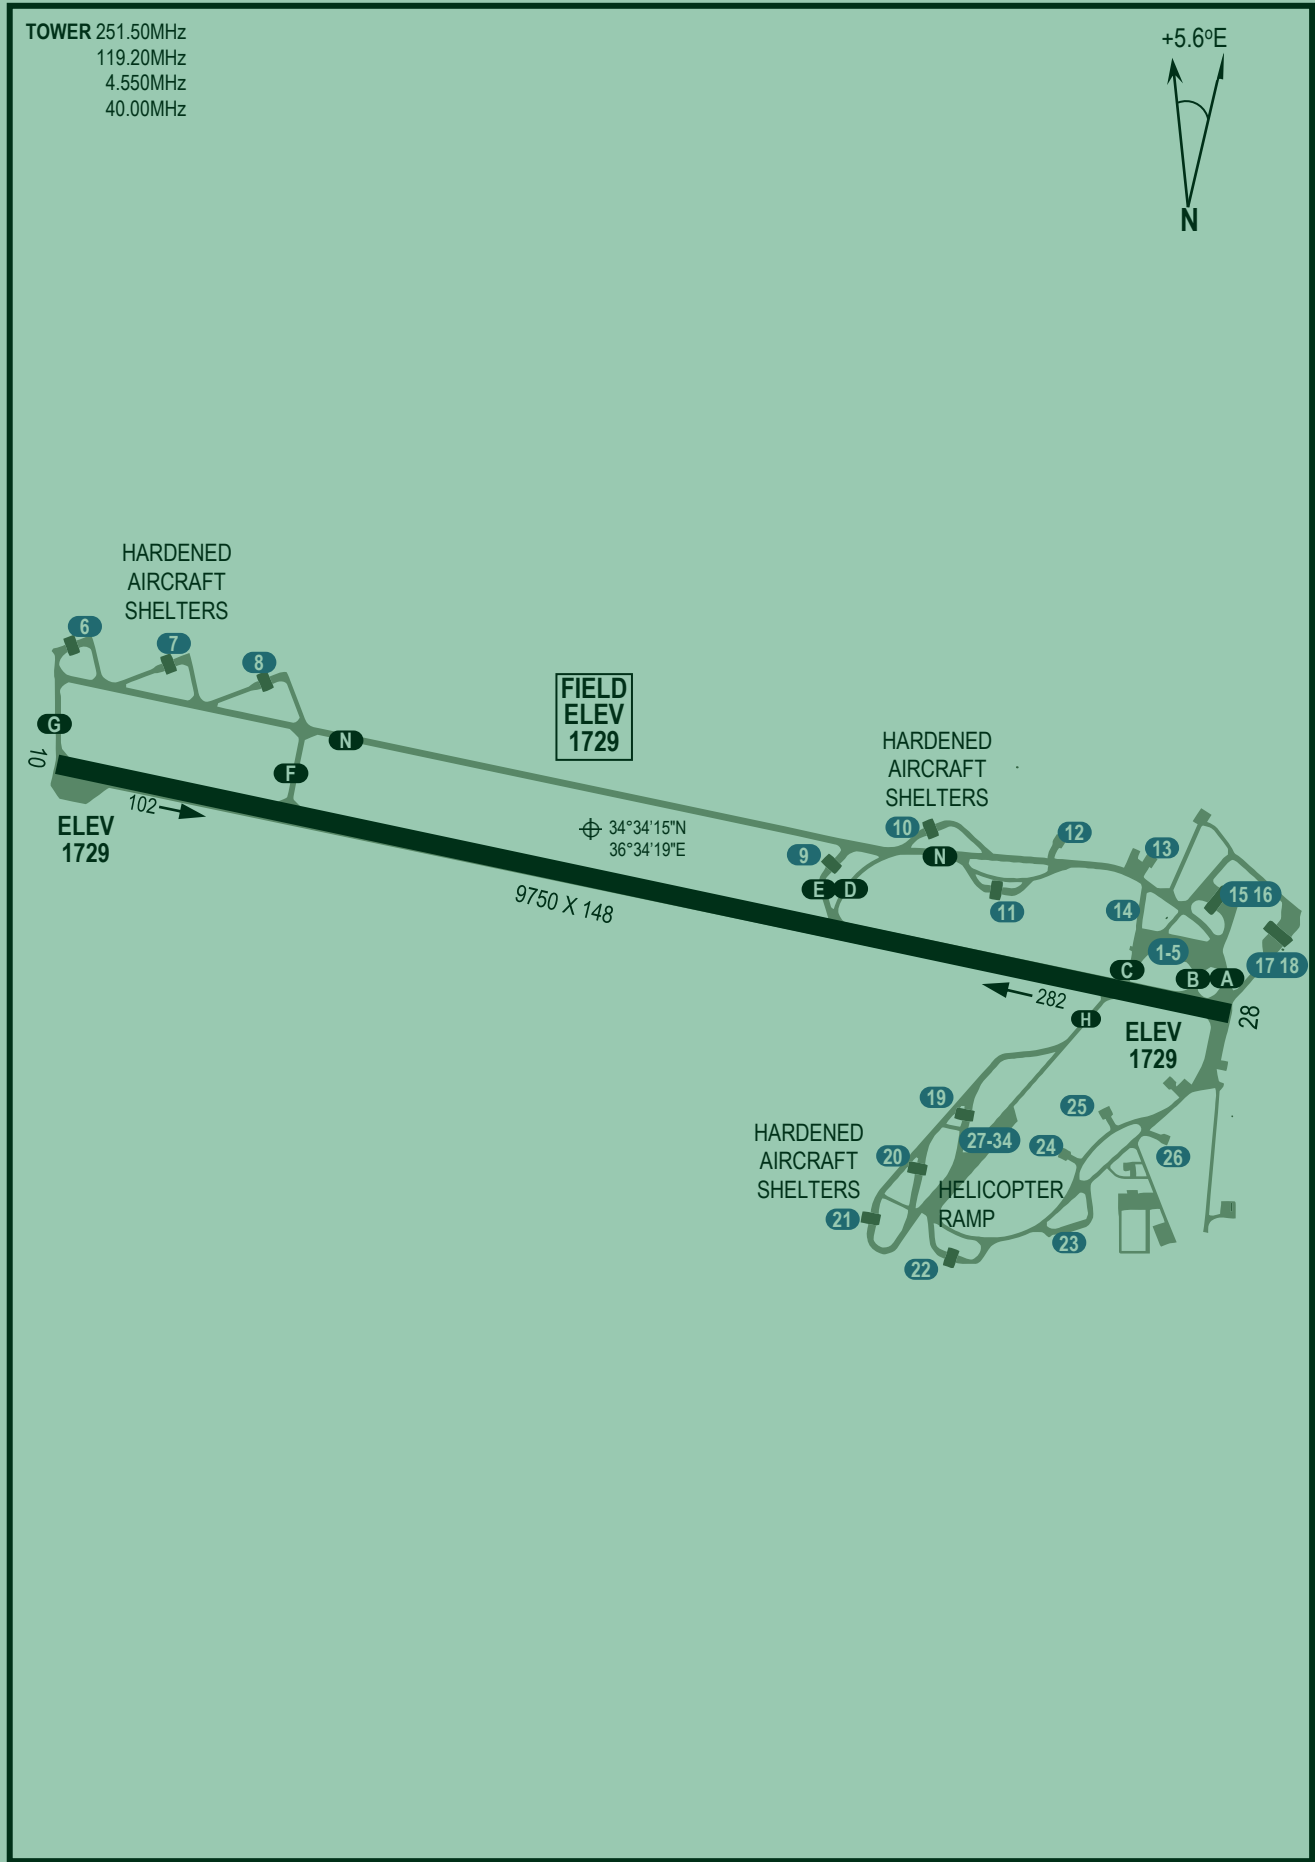 TOWER 251.50MHz
119.20MHz
4.550MHz
40.00MHz
+5.6ºE
N
HARDENED
AIRCRAFT
SHELTERS
6
7
8
G
N
F
10
102
ELEV
1729
FIELD
ELEV
1729
34°34'15"N
36°34'19"E
9750 X 148
HARDENED
AIRCRAFT
SHELTERS
10
N
12
13
9
E
D
11
14
15 16
1-5
17 18
C
B
A
282
H
28
ELEV
1729
19
25
27-34
HARDENED
AIRCRAFT
SHELTERS
20
24
26
HELICOPTER
RAMP
21
23
22